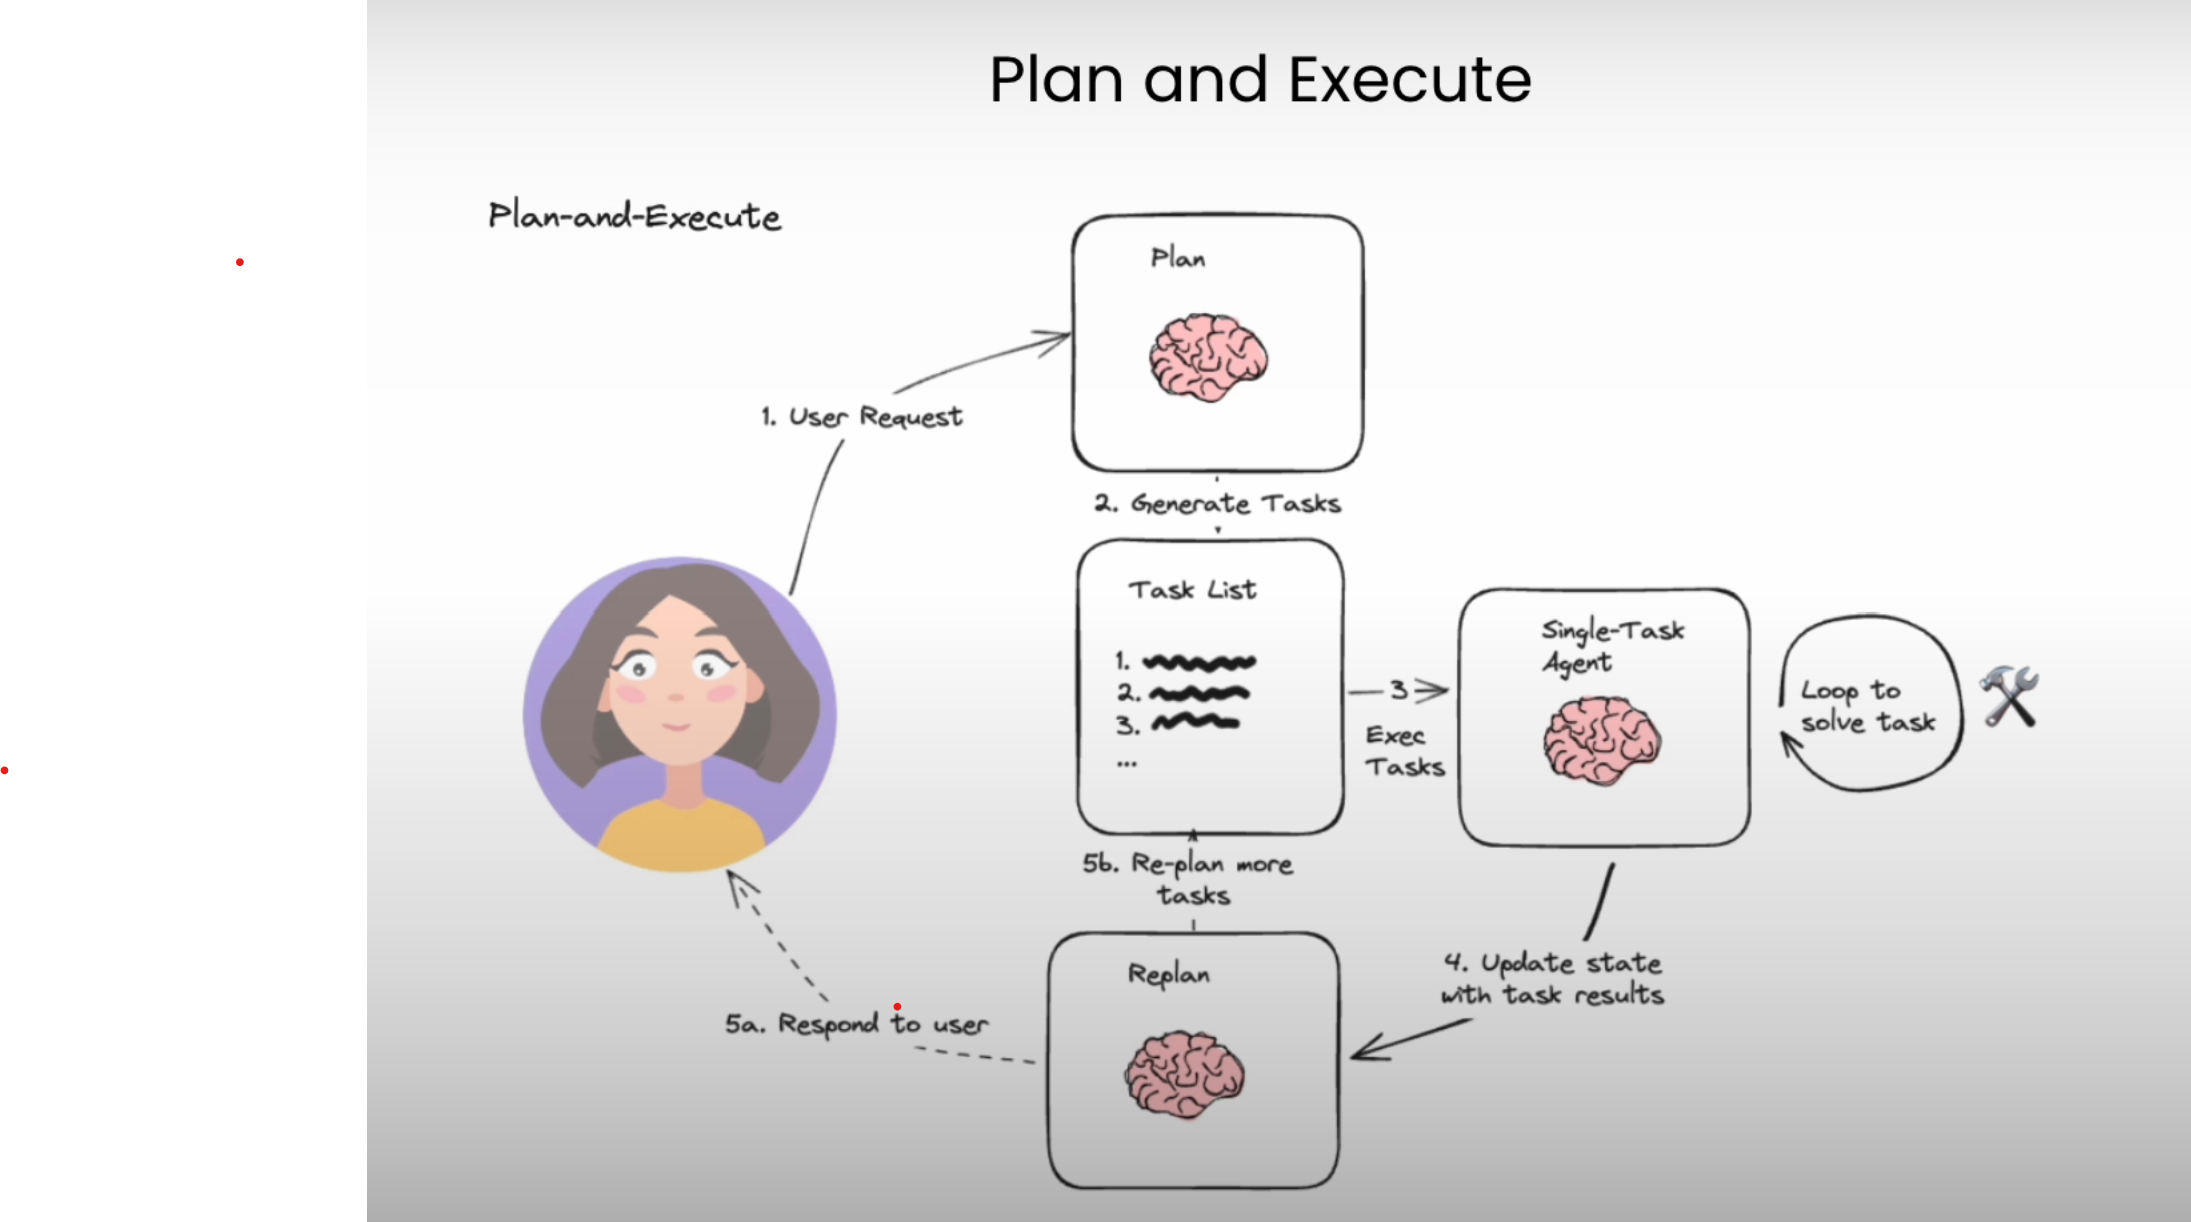 Plan and Execute
Plan-and-Execute
Plan
1. User Request
2. Generate Tasks
Task List
1.
2.
3.
...
3
Exec
Tasks
Single-Task
Agent
Loop to
solve task
4. Update state
with task results
5b. Re-plan more
tasks
Replan
5a. Respond to user